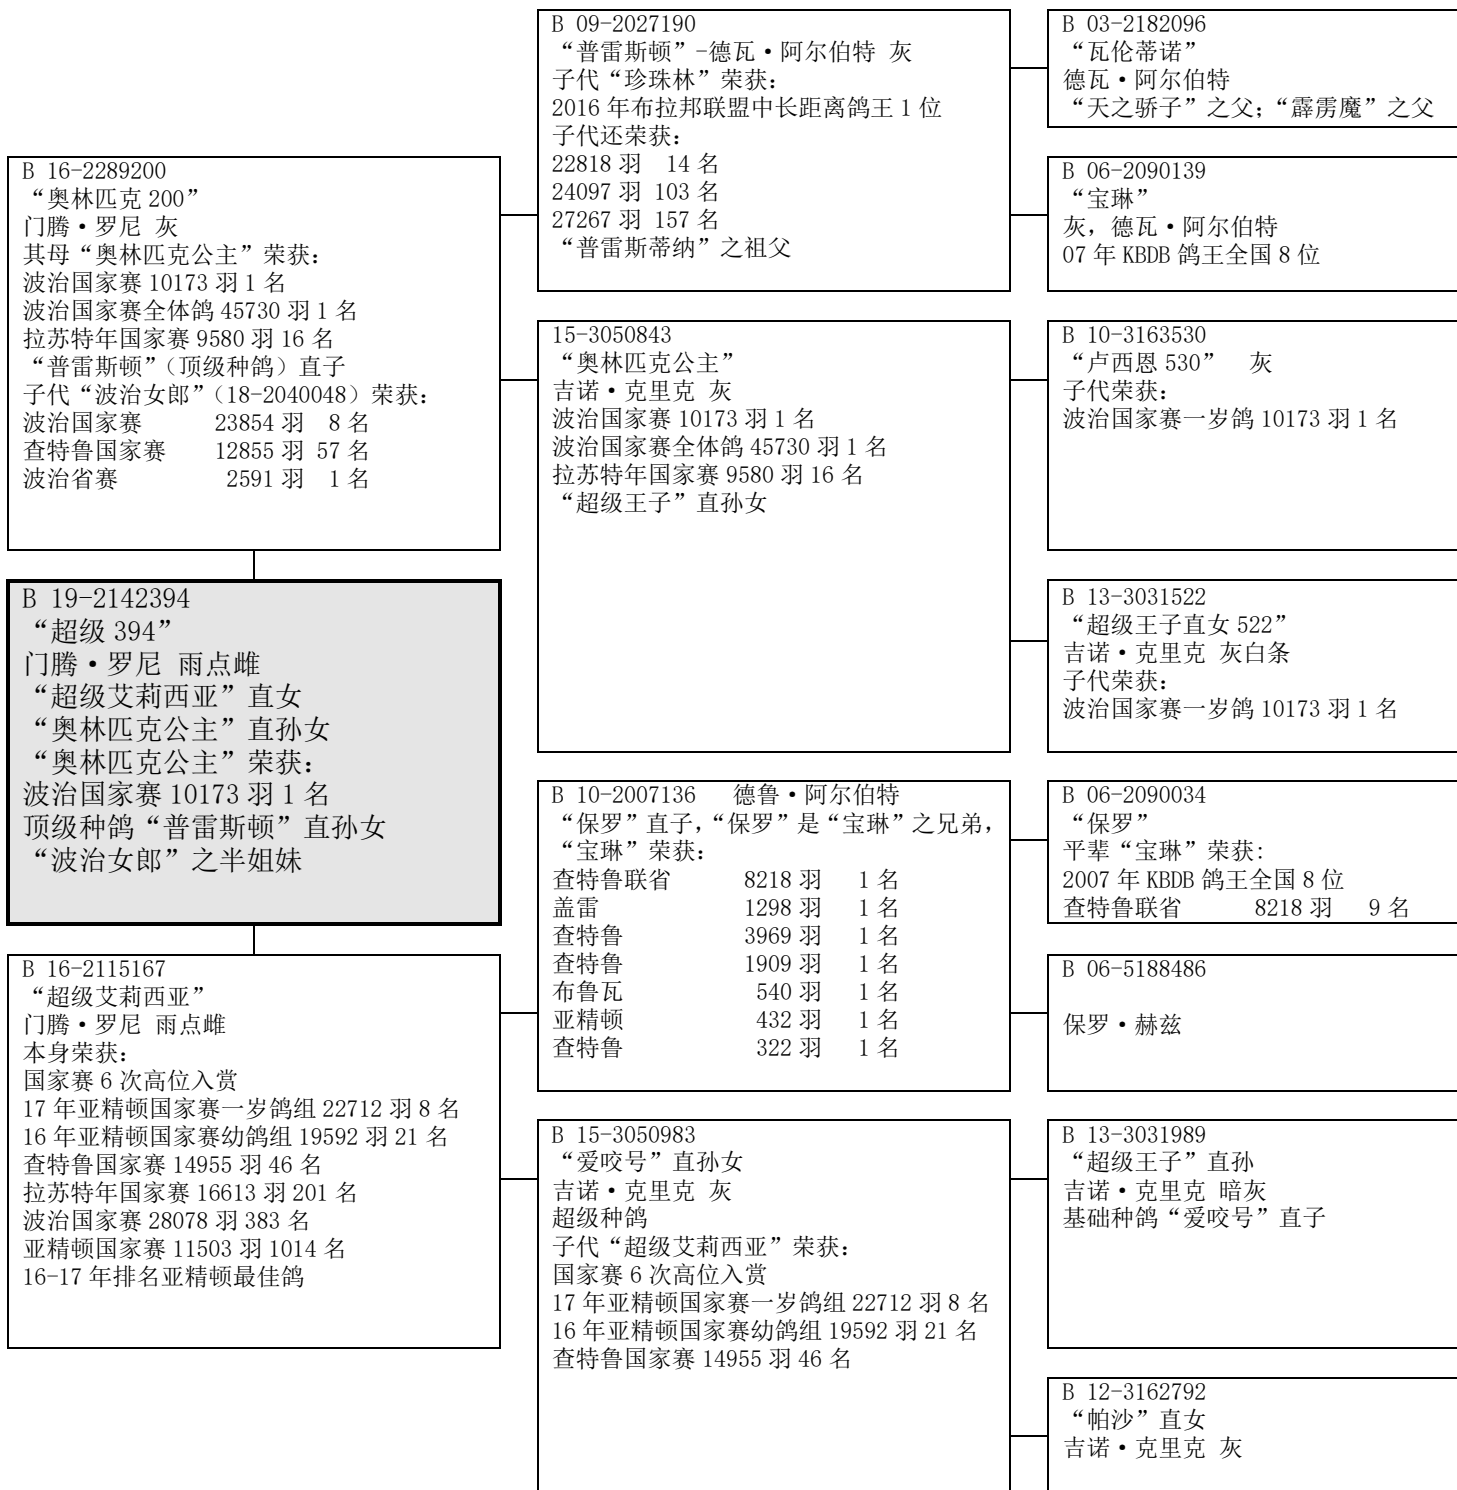 B 16-2289200
“奥林匹克 200”
门腾·罗尼 灰
其母“奥林匹克公主”荣获：
波治国家赛 10173 羽 1 名
波治国家赛全体鸽 45730 羽 1 名
拉苏特年国家赛 9580 羽 16 名
“普雷斯顿”（顶级种鸽）直子
子代“波治女郎”（18-2040048）荣获：
波治国家赛 23854 羽 8 名
查特鲁国家赛 12855 羽 57 名
波治省赛 2591 羽 1 名
B 19-2142394
“超级 394”
门腾·罗尼 雨点雌
“超级艾莉西亚”直女
“奥林匹克公主”直孙女
“奥林匹克公主”荣获：
波治国家赛 10173 羽 1 名
顶级种鸽“普雷斯顿”直孙女
“波治女郎”之半姐妹
B 16-2115167
“超级艾莉西亚”
门腾·罗尼 雨点雌
本身荣获：
国家赛 6 次高位入赏
17 年亚精顿国家赛一岁鸽组 22712 羽 8 名
16 年亚精顿国家赛幼鸽组 19592 羽 21 名
查特鲁国家赛 14955 羽 46 名
拉苏特年国家赛 16613 羽 201 名
波治国家赛 28078 羽 383 名
亚精顿国家赛 11503 羽 1014 名
16-17 年排名亚精顿最佳鸽
B 09-2027190
“普雷斯顿”-德瓦·阿尔伯特 灰
子代“珍珠林”荣获：
2016 年布拉邦联盟中长距离鸽王 1 位
子代还荣获：
22818 羽 14 名
24097 羽 103 名
27267 羽 157 名
“普雷斯蒂纳”之祖父
15-3050843
“奥林匹克公主”
吉诺·克里克 灰
波治国家赛 10173 羽 1 名
波治国家赛全体鸽 45730 羽 1 名
拉苏特年国家赛 9580 羽 16 名
“超级王子”直孙女
B 10-2007136 德鲁·阿尔伯特
“保罗”直子，“保罗”是“宝琳”之兄弟，
“宝琳”荣获：
查特鲁联省 8218 羽 1 名
盖雷 1298 羽 1 名
查特鲁 3969 羽 1 名
查特鲁 1909 羽 1 名
布鲁瓦 540 羽 1 名
亚精顿 432 羽 1 名
查特鲁 322 羽 1 名
B 15-3050983
“爱咬号”直孙女
吉诺·克里克 灰
超级种鸽
子代“超级艾莉西亚”荣获：
国家赛 6 次高位入赏
17 年亚精顿国家赛一岁鸽组 22712 羽 8 名
16 年亚精顿国家赛幼鸽组 19592 羽 21 名
查特鲁国家赛 14955 羽 46 名
B 03-2182096
“瓦伦蒂诺”
德瓦·阿尔伯特
“天之骄子”之父；“霹雳魔”之父
B 06-2090139
“宝琳”
灰，德瓦·阿尔伯特
07 年 KBDB 鸽王全国 8 位
B 10-3163530
“卢西恩 530” 灰
子代荣获：
波治国家赛一岁鸽 10173 羽 1 名
B 13-3031522
“超级王子直女 522”
吉诺·克里克 灰白条
子代荣获：
波治国家赛一岁鸽 10173 羽 1 名
B 06-2090034
“保罗”
平辈“宝琳”荣获:
2007 年 KBDB 鸽王全国 8 位
查特鲁联省 8218 羽 9 名
B 06-5188486
保罗·赫兹
B 13-3031989
“超级王子”直孙
吉诺·克里克 暗灰
基础种鸽“爱咬号”直子
B 12-3162792
“帕沙”直女
吉诺·克里克 灰